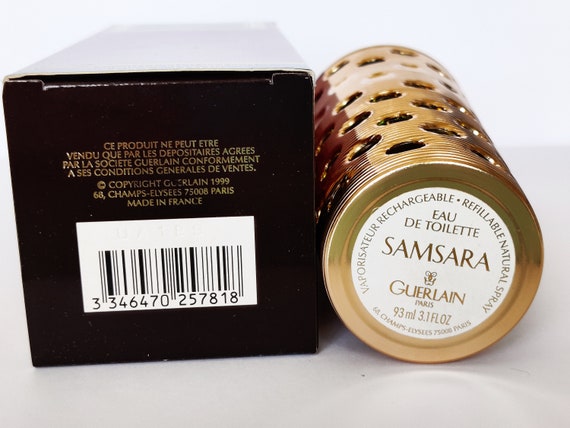 CE PRODUIT NE PEUT ETRE
VENDU QUE PAR LES DEPOSITAIRES AGREES
PAR LA SOCIETE GUERLAIN CONFORMEMENT
A SES CONDITIONS GENERALES DE VENTES.
© COPYRIGHT GUERLAIN 1999
68, CHAMPS-ELYSEES 75008 PARIS
MADE IN FRANCE
3 346470 257818
VAPORISATEUR RECHARGEABLE • REFILLABLE NATURAL SPRAY
EAU
DE TOILETTE
SAMSARA
GUERLAIN
PARIS
93 ml 3.1 FL OZ
68, CHAMPS-ELYSEES 75008 PARIS